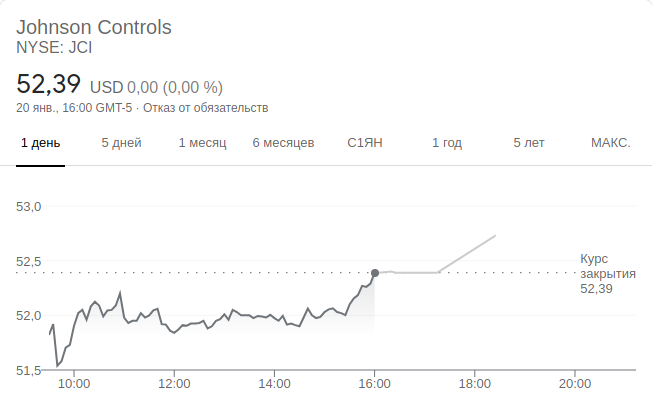 Johnson Controls
NYSE: JCI
52,39 USD 0,00 (0,00 %)
20 янв., 16:00 GMT-5 · Отказ от обязательств
1 день 5 дней 1 месяц 6 месяцев С1ЯН 1 год 5 лет МАКС.
53,0
52,5
52,0
51,5
Курс
закрытия
52,39
10:00 12:00 14:00 16:00 18:00 20:00